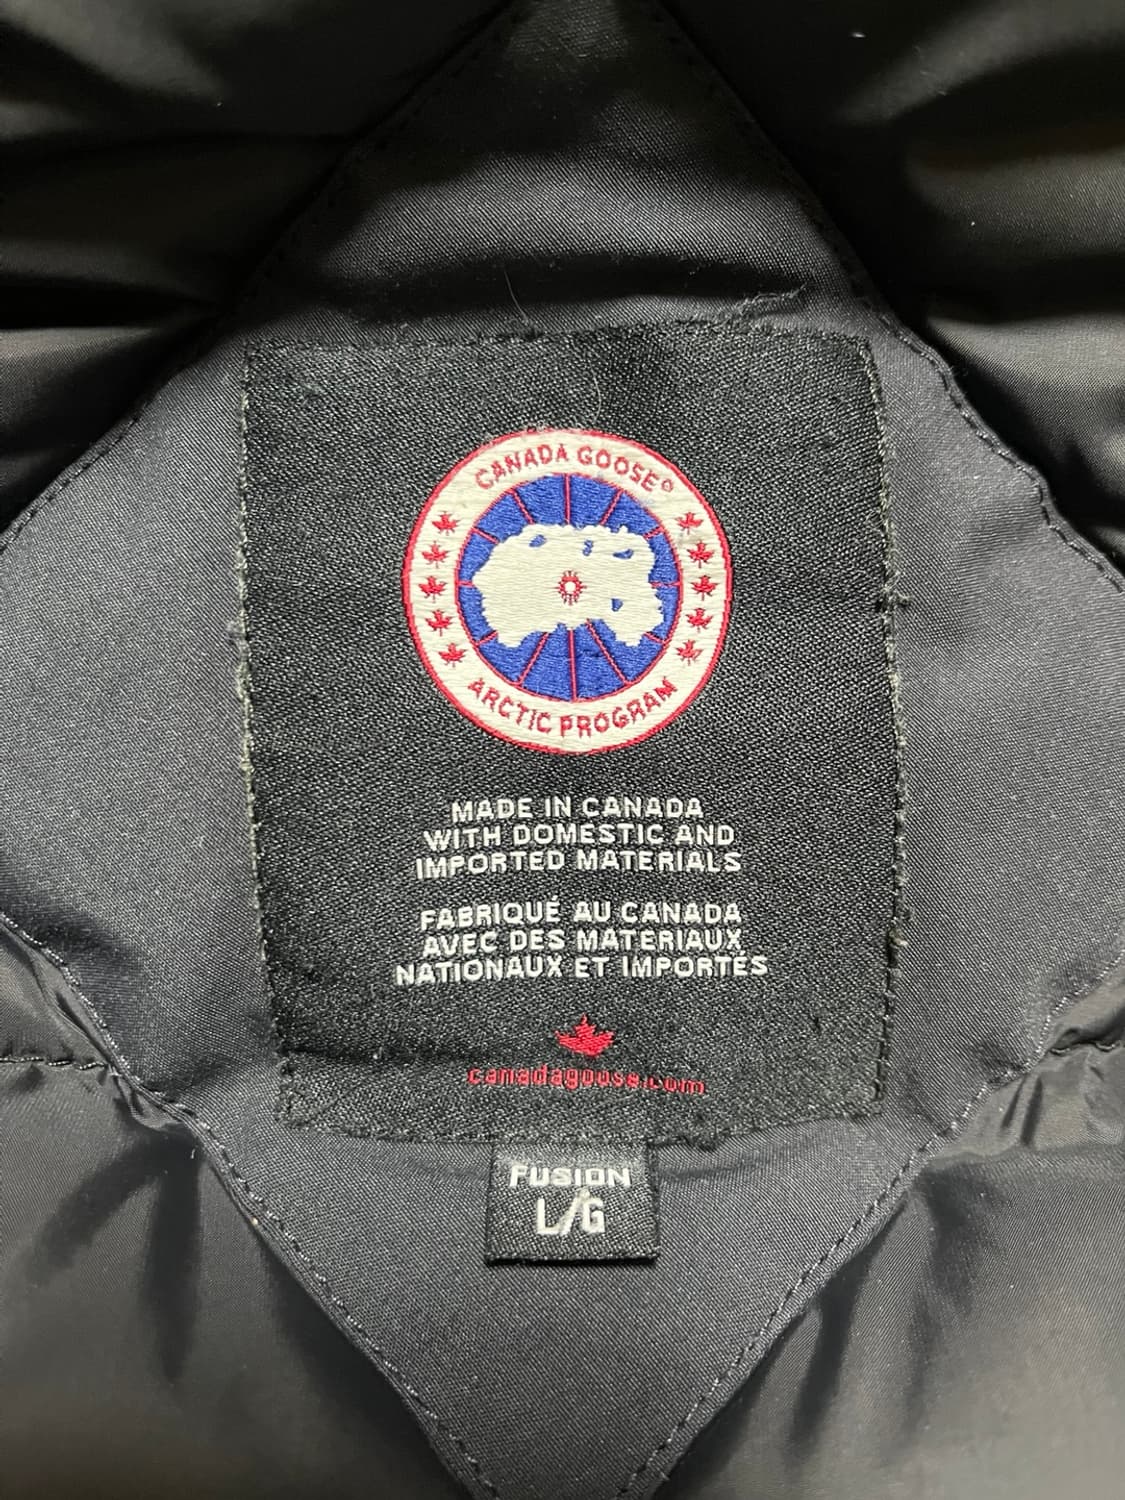 CANADA GOOSE®
ARCTIC PROGRAM
MADE IN CANADA
WITH DOMESTIC AND
IMPORTED MATERIALS
FABRIQUÉ AU CANADA
AVEC DES MATERIAUX
NATIONAUX ET IMPORTÉS
canadagouse.com
FUSION
L/G